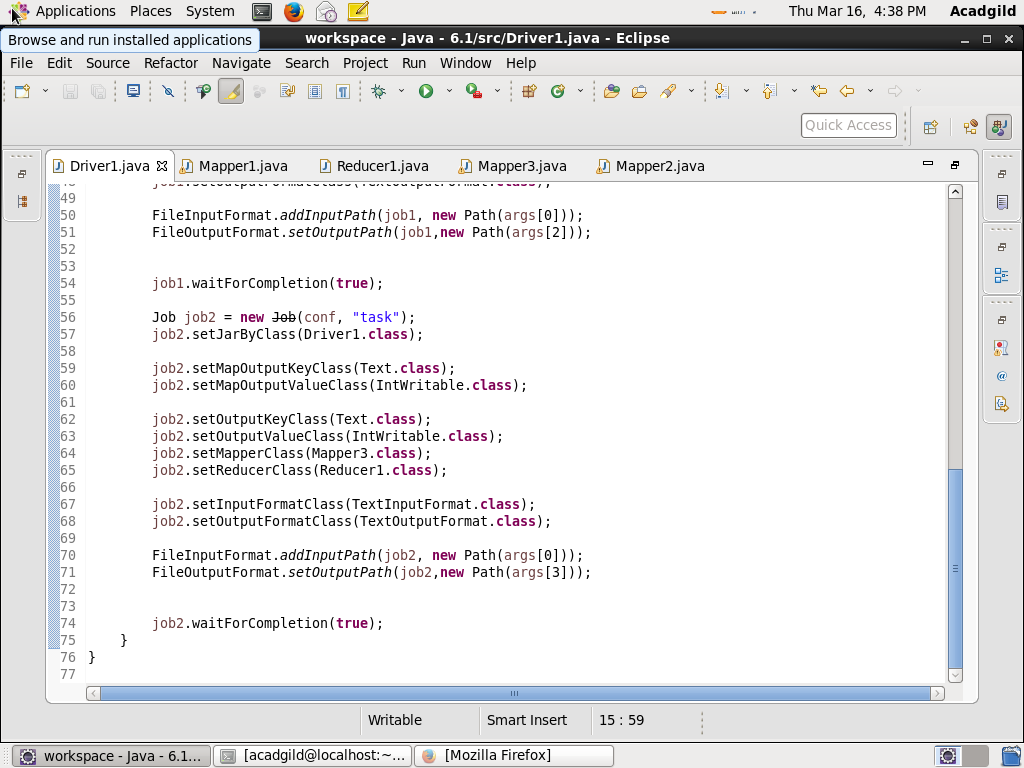 Applications Places System Thu Mar 16, 4:38 PM Acadgild
Browse and run installed applications
workspace - Java - 6.1/src/Driver1.java - Eclipse
File Edit Source Refactor Navigate Search Project Run Window Help
Quick Access
Driver1.java Mapper1.java Reducer1.java Mapper3.java Mapper2.java
48 job1.setOutputFormatClass(TextOutputFormat.class);
49
50 FileInputFormat.addInputPath(job1, new Path(args[0]));
51 FileOutputFormat.setOutputPath(job1,new Path(args[2]));
52
53
54 job1.waitForCompletion(true);
55
56 Job job2 = new Job(conf, "task");
57 job2.setJarByClass(Driver1.class);
58
59 job2.setMapOutputKeyClass(Text.class);
60 job2.setMapOutputValueClass(IntWritable.class);
61
62 job2.setOutputKeyClass(Text.class);
63 job2.setOutputValueClass(IntWritable.class);
64 job2.setMapperClass(Mapper3.class);
65 job2.setReducerClass(Reducer1.class);
66
67 job2.setInputFormatClass(TextInputFormat.class);
68 job2.setOutputFormatClass(TextOutputFormat.class);
69
70 FileInputFormat.addInputPath(job2, new Path(args[0]));
71 FileOutputFormat.setOutputPath(job2,new Path(args[3]));
72
73
74 job2.waitForCompletion(true);
75 }
76 }
77
Writable Smart Insert 15 : 59
workspace - Java - 6.1... [acadgild@localhost:~... [Mozilla Firefox]